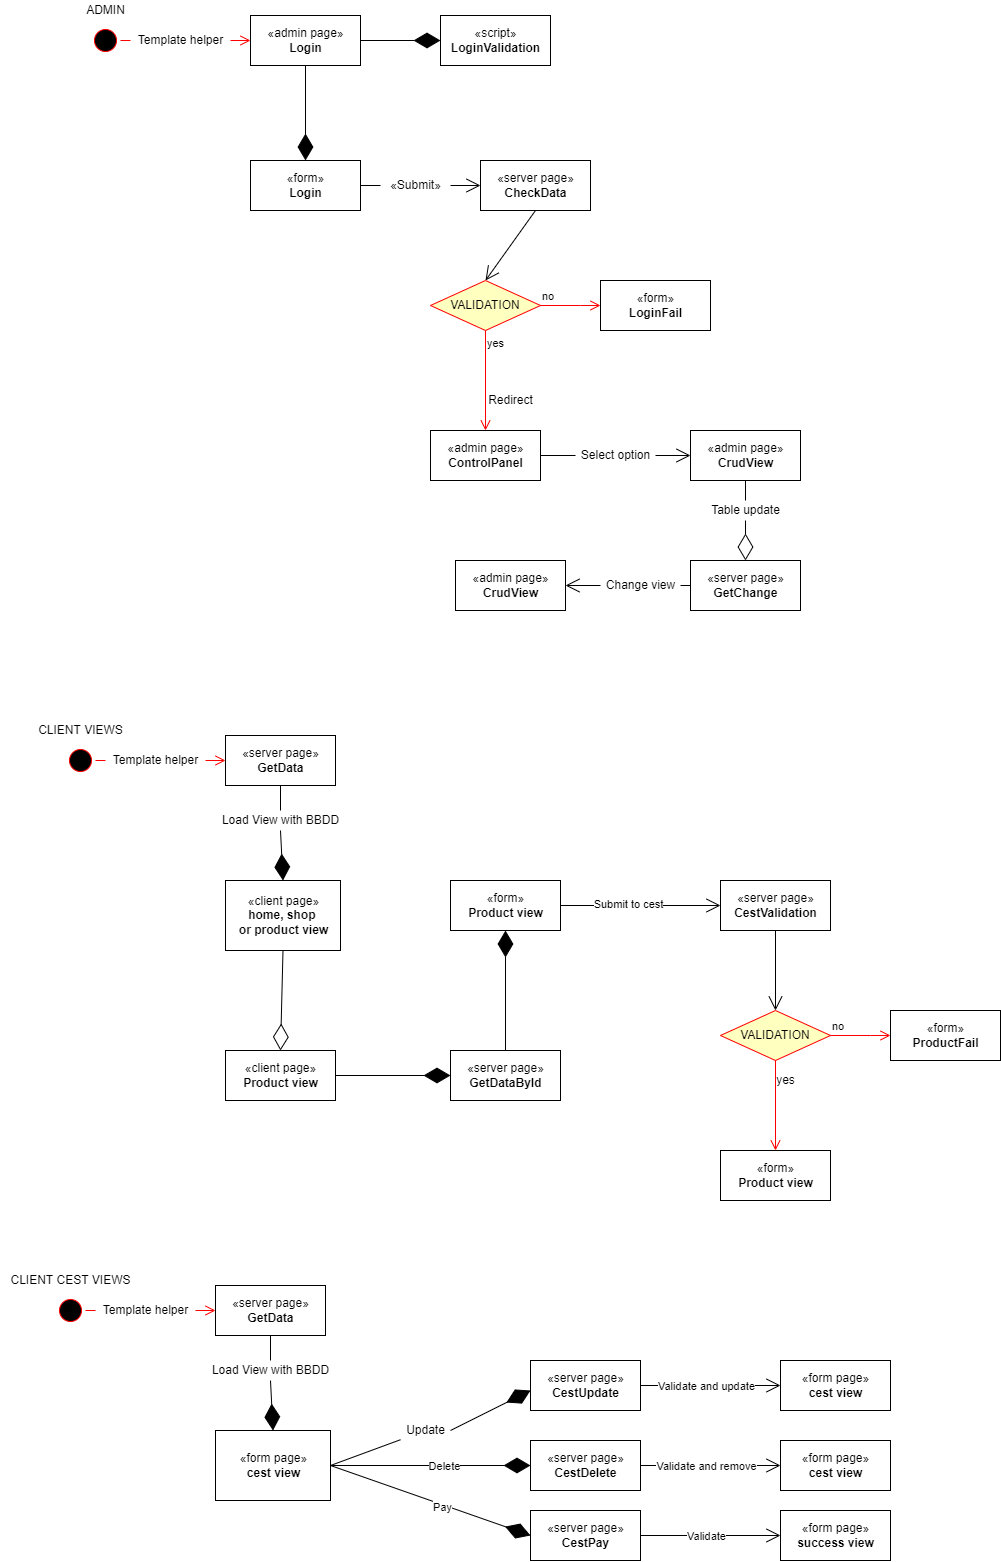 ADMIN
Template helper
«admin page»
Login
«script»
LoginValidation
«form»
Login
«Submit»
«server page»
CheckData
VALIDATION
no
«form»
LoginFail
yes
Redirect
«admin page»
ControlPanel
Select option
«admin page»
CrudView
Table update
«admin page»
CrudView
Change view
«server page»
GetChange
CLIENT VIEWS
Template helper
«server page»
GetData
Load View with BBDD
«client page»
home, shop
or product view
«form»
Product view
Submit to cest
«server page»
CestValidation
«client page»
Product view
«server page»
GetDataById
VALIDATION
no
«form»
ProductFail
yes
«form»
Product view
CLIENT CEST VIEWS
Template helper
«server page»
GetData
Load View with BBDD
«form page»
cest view
Update
«server page»
CestUpdate
Validate and update
«form page»
cest view
Delete
«server page»
CestDelete
Validate and remove
«form page»
cest view
Pay
«server page»
CestPay
Validate
«form page»
success view